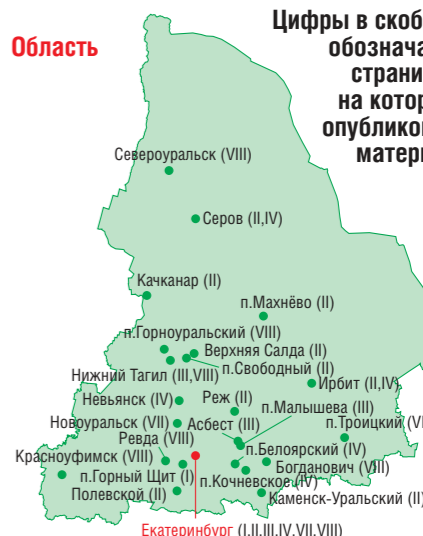 Область
Цифры в
обознача
страни
на котор
опубликов
матери
Североуральск (VIII)
Серов (II,IV)
Качканар (II)
п.Махнёво (II)
п.Горноуральский (VIII)
Верхняя Салда (II)
п.Свободный (II)
Нижний Тагил (III,VIII)
Ирбит (II,IV)
Невьянск (IV)
Реж (II)
п.Малышева (III)
Новоуральск (VII)
Асбест (III)
п.Троицкий
Ревда (VIII)
п.Белоярский (IV)
Красноуфимск (VIII)
Богданович (VIII)
п.Горный Щит (I)
п.Кочневское (IV)
Полевской (II)
Каменск-Уральский (II)
Екатеринбург (I,II,III,IV,VII,VIII)